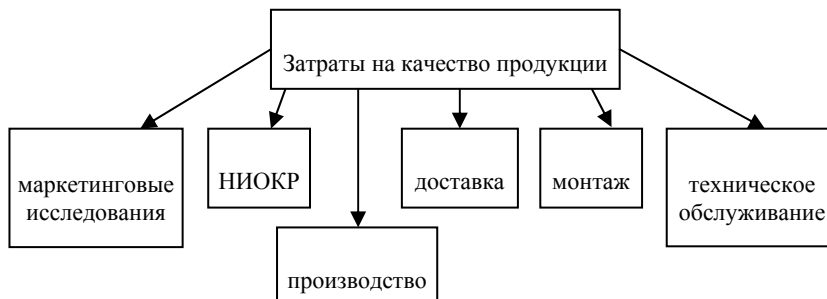 Затраты на качество продукции
маркетинговые
исследования
НИОКР
производство
доставка
монтаж
техническое
обслуживание